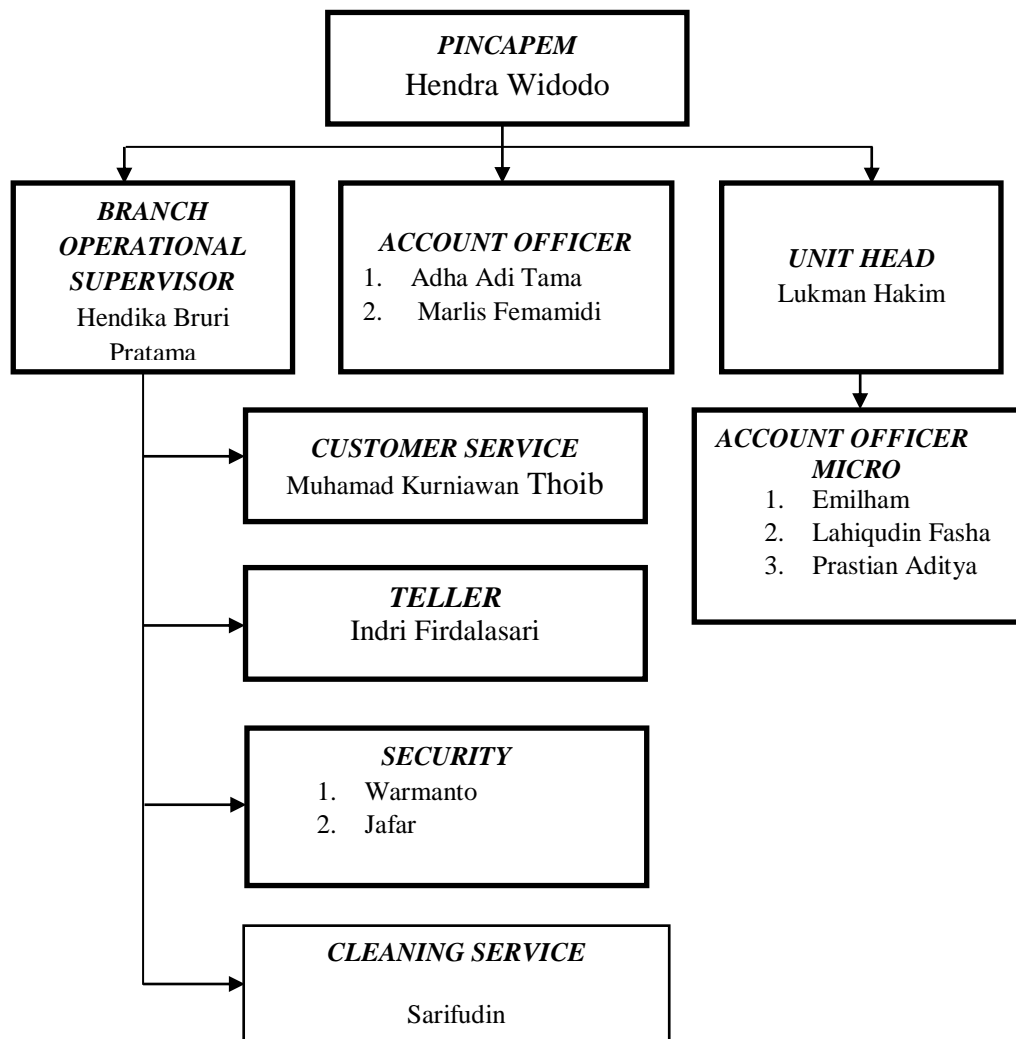 PINCAPEM
Hendra Widodo
BRANCH
OPERATIONAL
SUPERVISOR
Hendika Bruri
Pratama
ACCOUNT OFFICER
1. Adha Adi Tama
2. Marlis Femamidi
UNIT HEAD
Lukman Hakim
CUSTOMER SERVICE
Muhamad Kurniawan Thoib
ACCOUNT OFFICER
MICRO
1. Emilham
2. Lahiqudin Fasha
3. Prastian Aditya
TELLER
Indri Firdalasari
SECURITY
1. Warmanto
2. Jafar
CLEANING SERVICE
Sarifudin